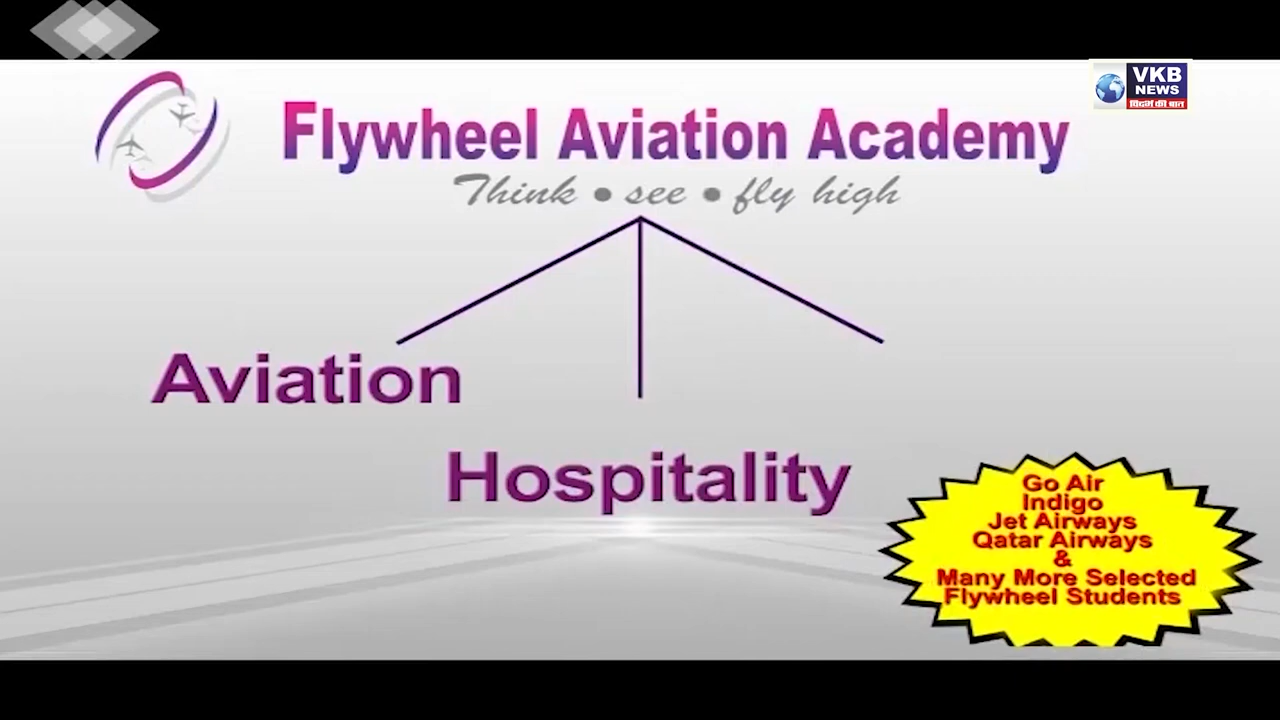 VKB
NEWS
विदर्भ की बात
Flywheel Aviation Academy
Think • see • fly high
Aviation
Hospitality
Go Air
Indigo
Jet Airways
Qatar Airways
&
Many More Selected
Flywheel Students